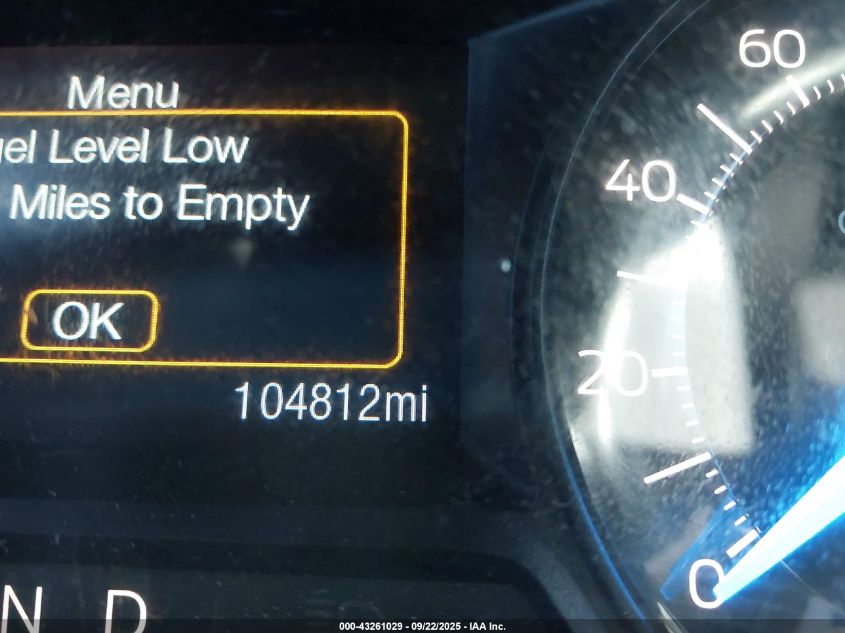 Menu
uel Level Low
Miles to Empty
OK
104812mi
60
40
20
0
N D
000-43261029 - 09/22/2025 - IAA Inc.